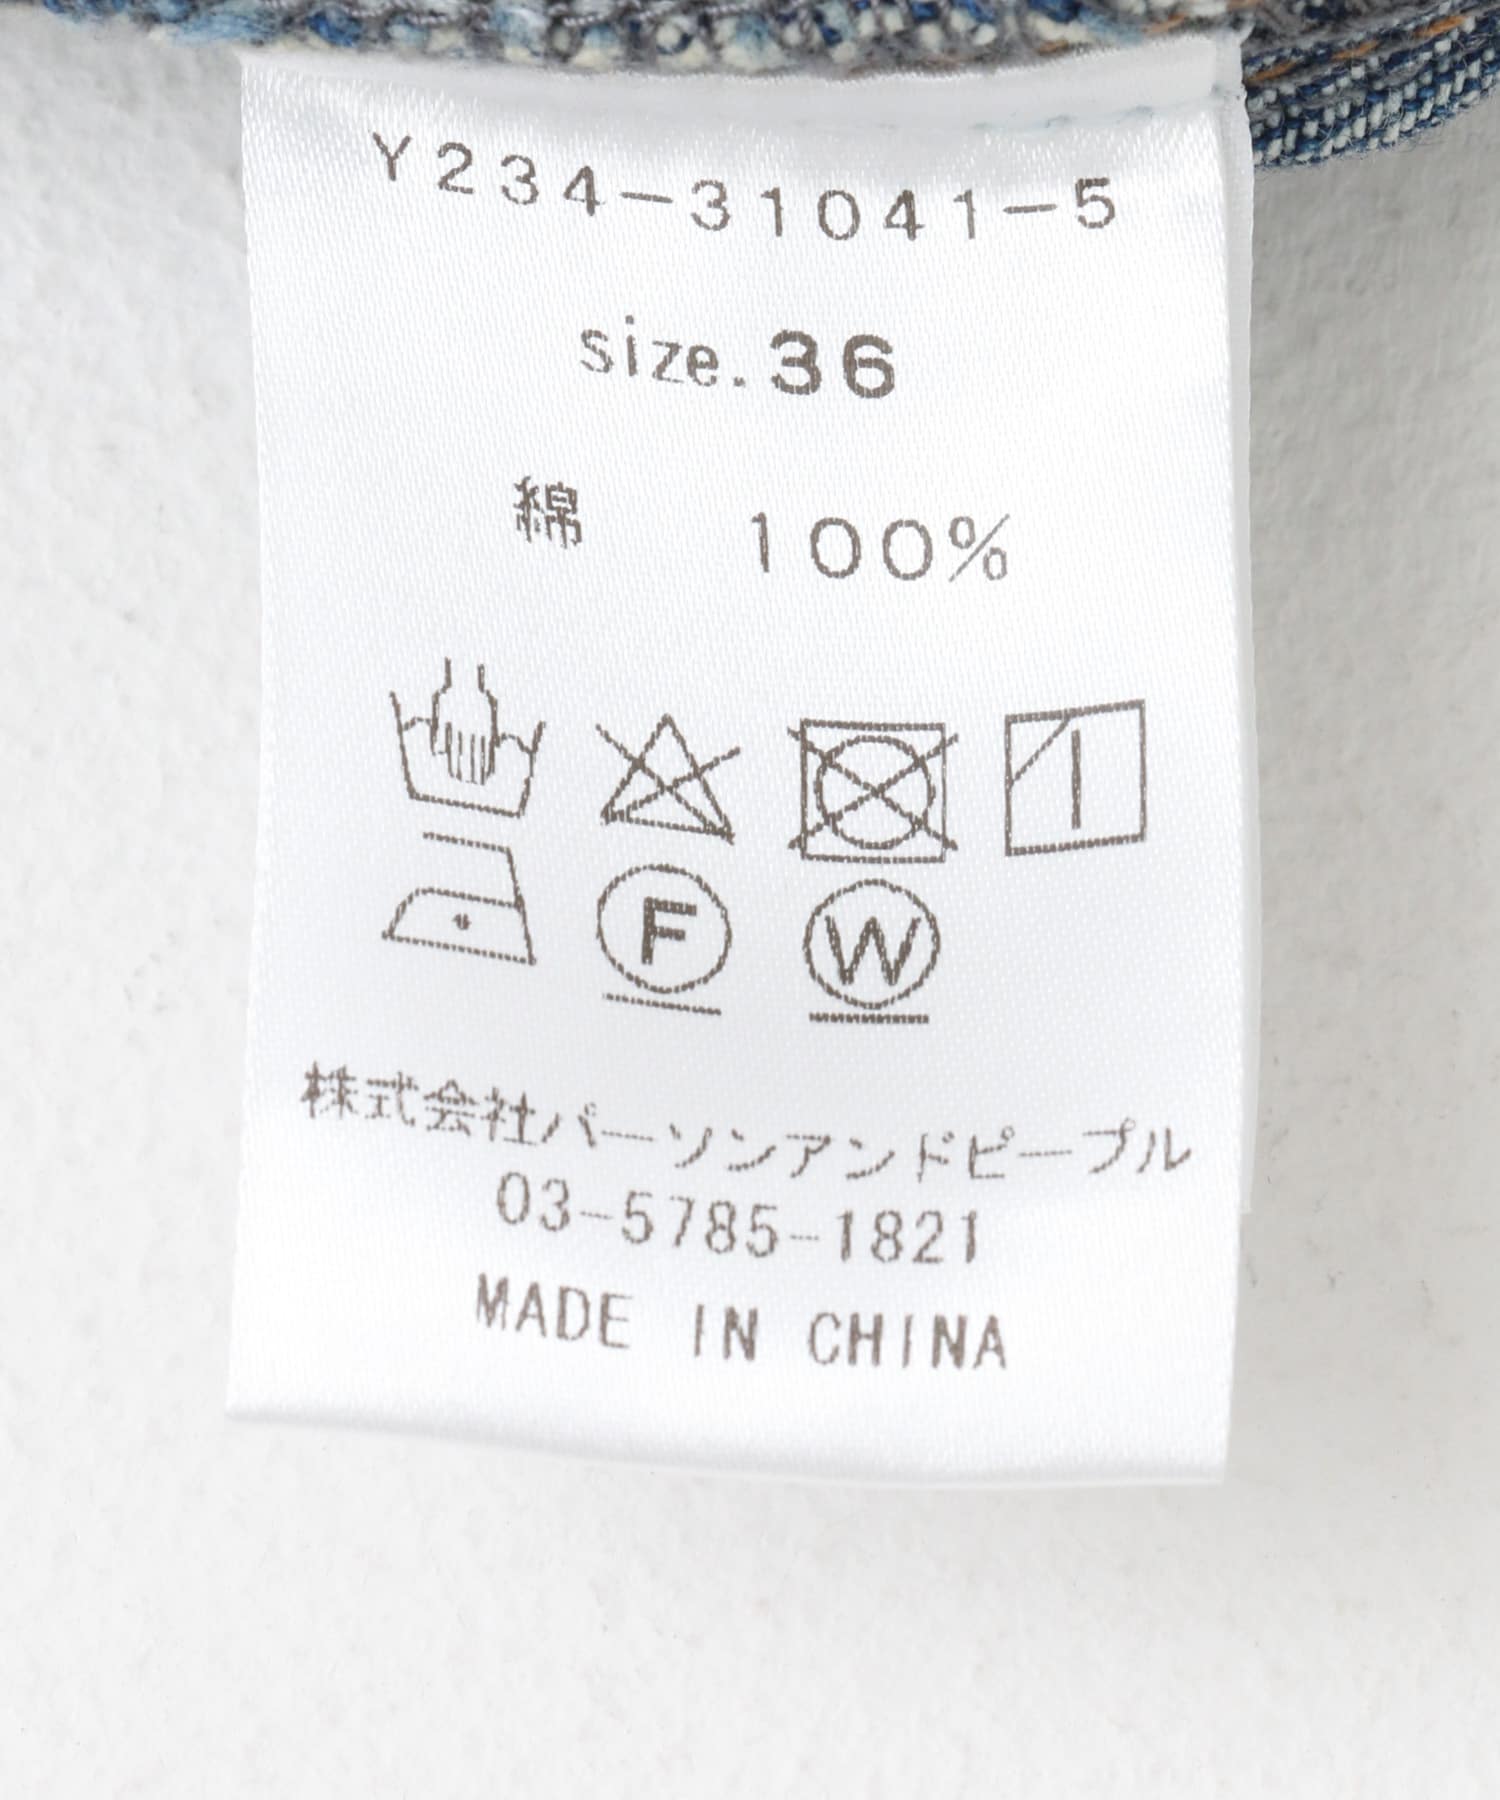 Y234-31041-5
size.36
綿 100%
F W
株式会社パーソンアンドピープル
03-5785-1821
MADE IN CHINA